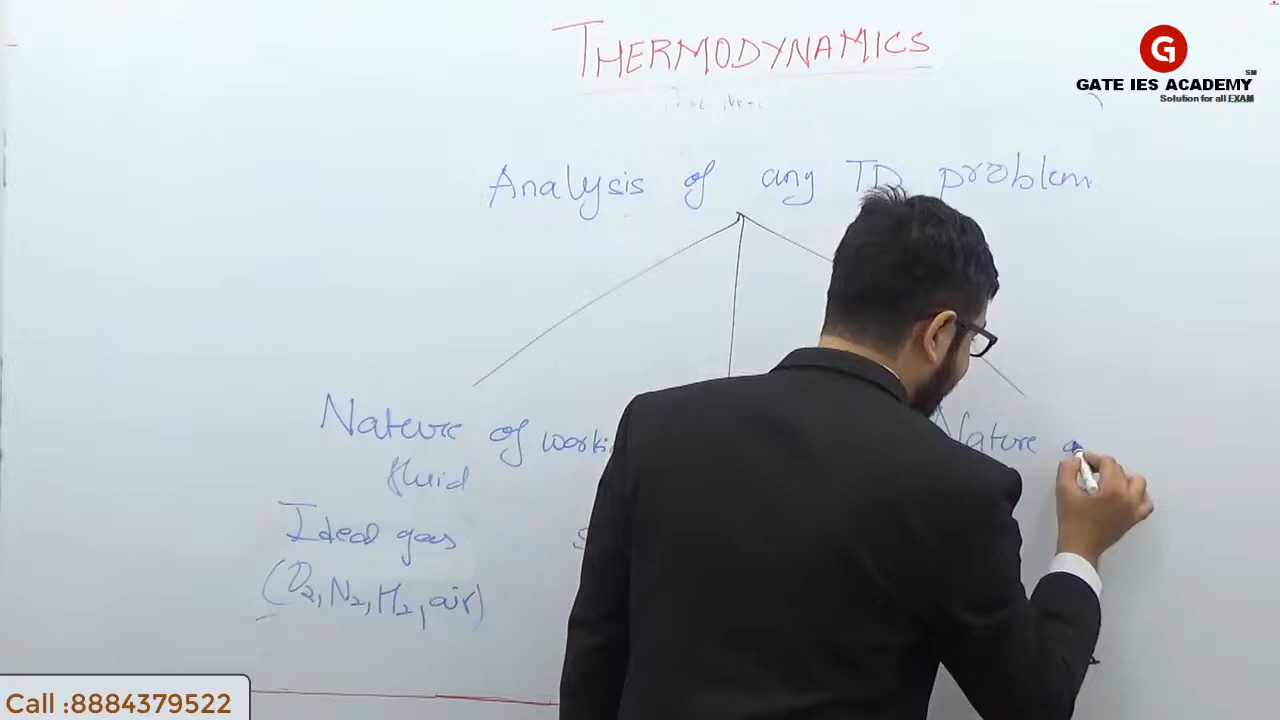 THERMODYNAMICS
G
SM
GATE IES ACADEMY
Solution for all EXAM
Analysis of any TD problem
Nature of
Nature
fluid
Ideal gas
(O2, N2, H2, air)
Call :8884379522